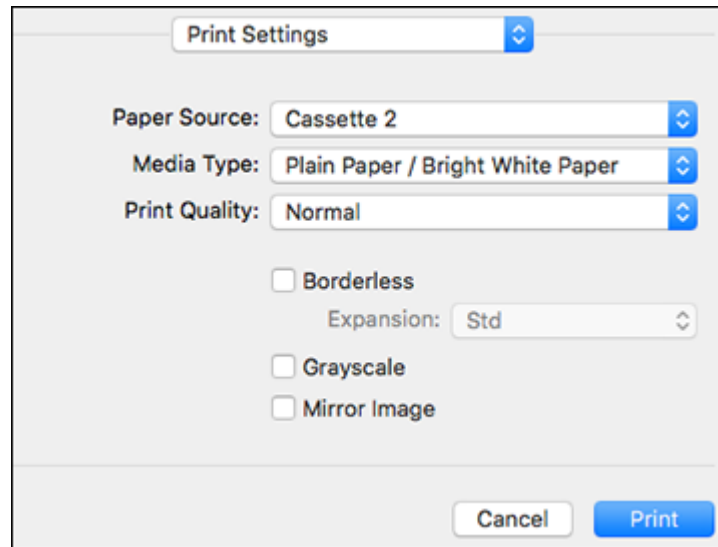 Print Settings
Paper Source: Cassette 2
Media Type: Plain Paper / Bright White Paper
Print Quality: Normal
Borderless
Expansion: Std
Grayscale
Mirror Image
Cancel Print